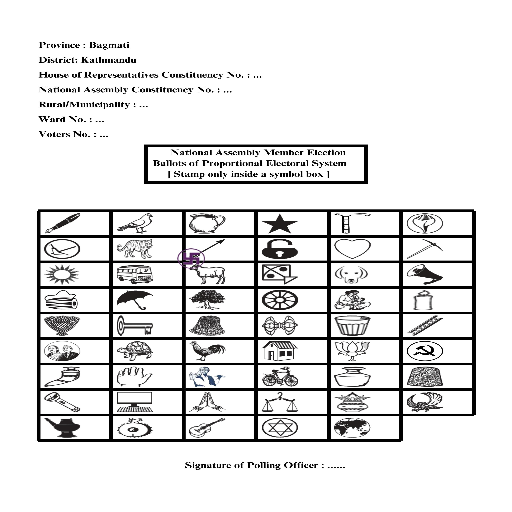 Province : Bagmati
District: Kathmandu
House of Representatives Constituency No. : ...
National Assembly Constituency No. : ...
Rural/Municipality : ...
Ward No. : ...
Voters No. : ...
National Assembly Member Election
Ballots of Proportional Electoral System
[ Stamp only inside a symbol box ]
Signature of Polling Officer : ......